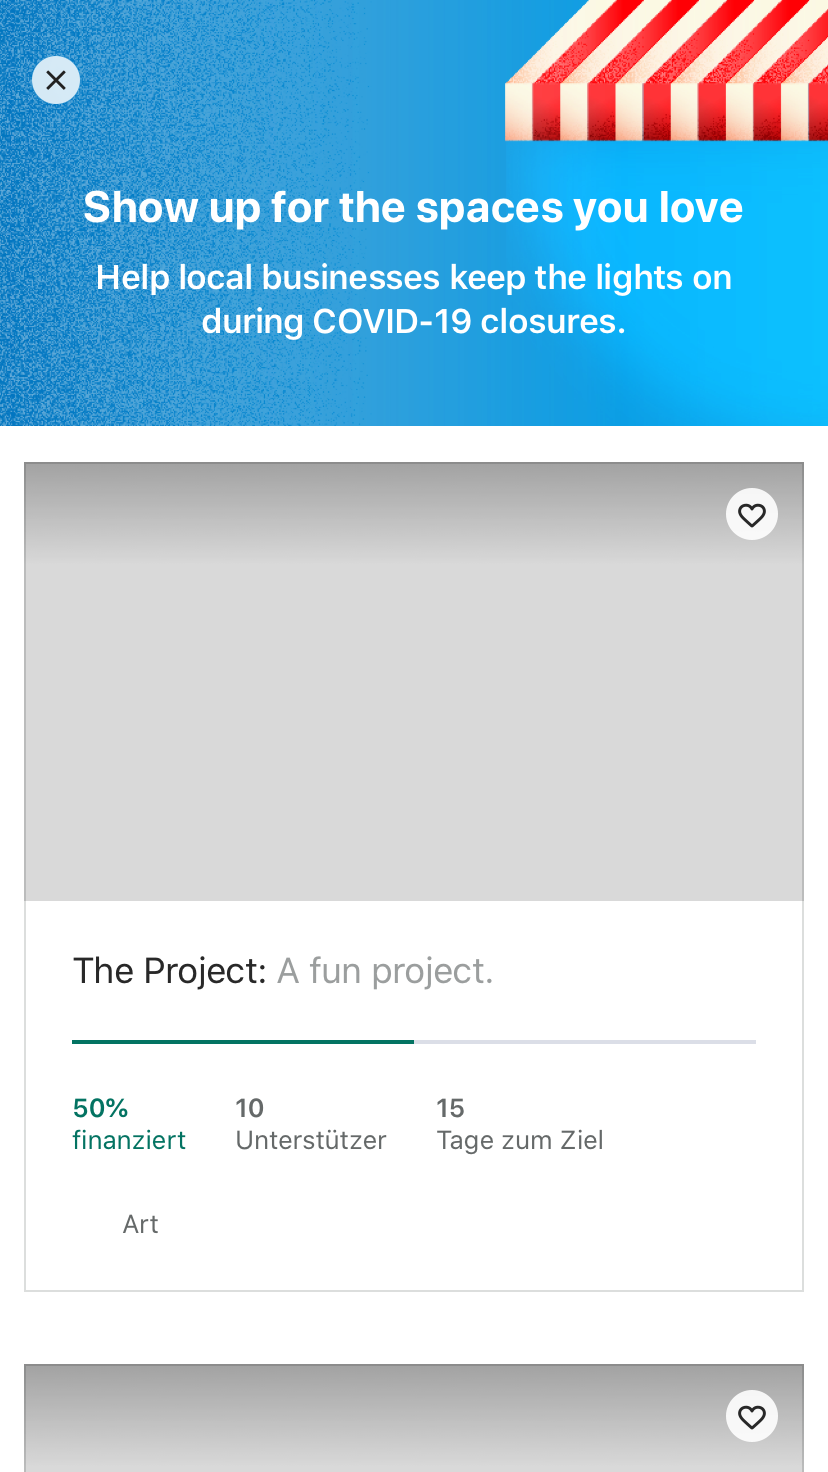 Show up for the spaces you love
Help local businesses keep the lights on
during COVID-19 closures.
The Project: A fun project.
50%
finanziert
10
Unterstützer
15
Tage zum Ziel
Art